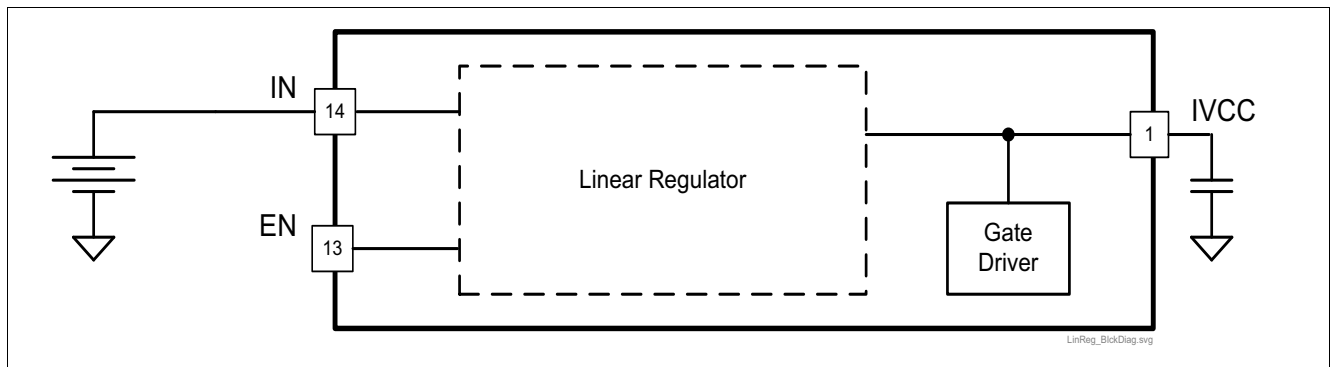 IN
14
IVCC
1
Linear Regulator
EN
13
Gate
Driver
LinReg_BlckDiag.svg